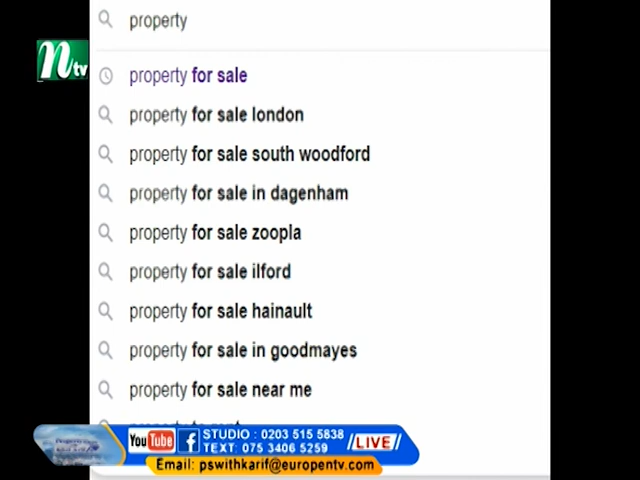 property
ntv
property for sale
property for sale london
property for sale south woodford
property for sale in dagenham
property for sale zoopla
property for sale ilford
property for sale hainault
property for sale in goodmayes
property for sale near me
YouTube f STUDIO : 0203 515 5838
TEXT: 075 3406 5259
LIVE
Email: pswithkarif@europentv.com